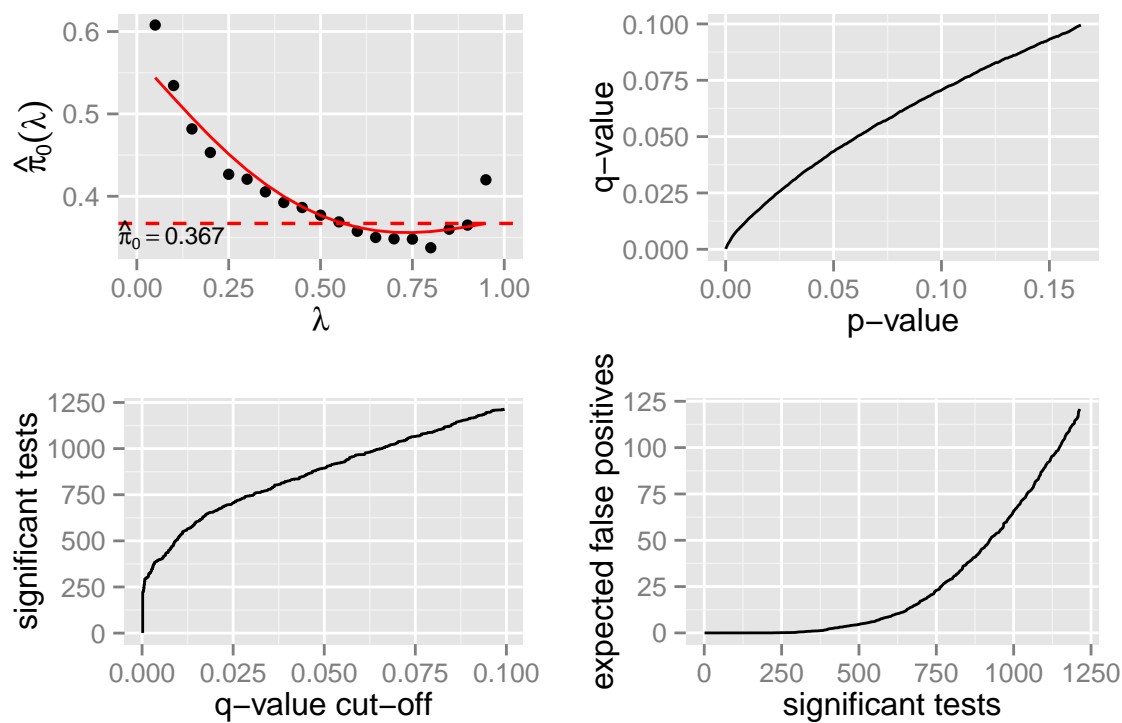 0.6
0.5
0.4
π̂₀(λ)
π̂₀ = 0.367
0.00 0.25 0.50 0.75 1.00
λ
0.100
0.075
0.050
0.025
0.000
q−value
0.00 0.05 0.10 0.15
p−value
1250
1000
750
500
250
0
significant tests
0.000 0.025 0.050 0.075 0.100
q−value cut−off
125
100
75
50
25
0
expected false positives
0 250 500 750 1000 1250
significant tests